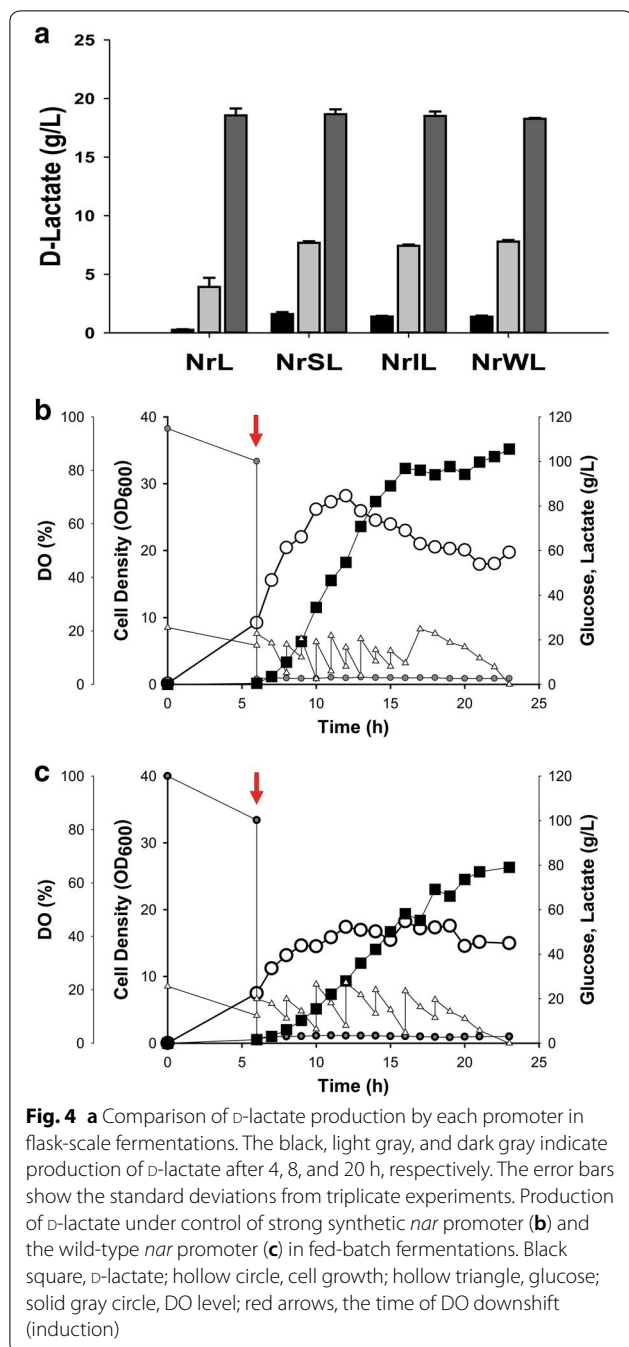 a
D-Lactate (g/L)
25
20
15
10
5
0
NrL NrSL NrIL NrWL
b
DO (%)
100
80
60
40
20
0
Cell Density (OD600)
40
30
20
10
0
Glucose, Lactate (g/L)
120
100
80
60
40
20
0
0 5 10 15 20 25
Time (h)
c
DO (%)
100
80
60
40
20
0
Cell Density (OD600)
40
30
20
10
0
Glucose, Lactate (g/L)
120
100
80
60
40
20
0
0 5 10 15 20 25
Time (h)
Fig. 4 a Comparison of D-lactate production by each promoter in
flask-scale fermentations. The black, light gray, and dark gray indicate
production of D-lactate after 4, 8, and 20 h, respectively. The error bars
show the standard deviations from triplicate experiments. Production
of D-lactate under control of strong synthetic nar promoter (b) and
the wild-type nar promoter (c) in fed-batch fermentations. Black
square, D-lactate; hollow circle, cell growth; hollow triangle, glucose;
solid gray circle, DO level; red arrows, the time of DO downshift
(induction)